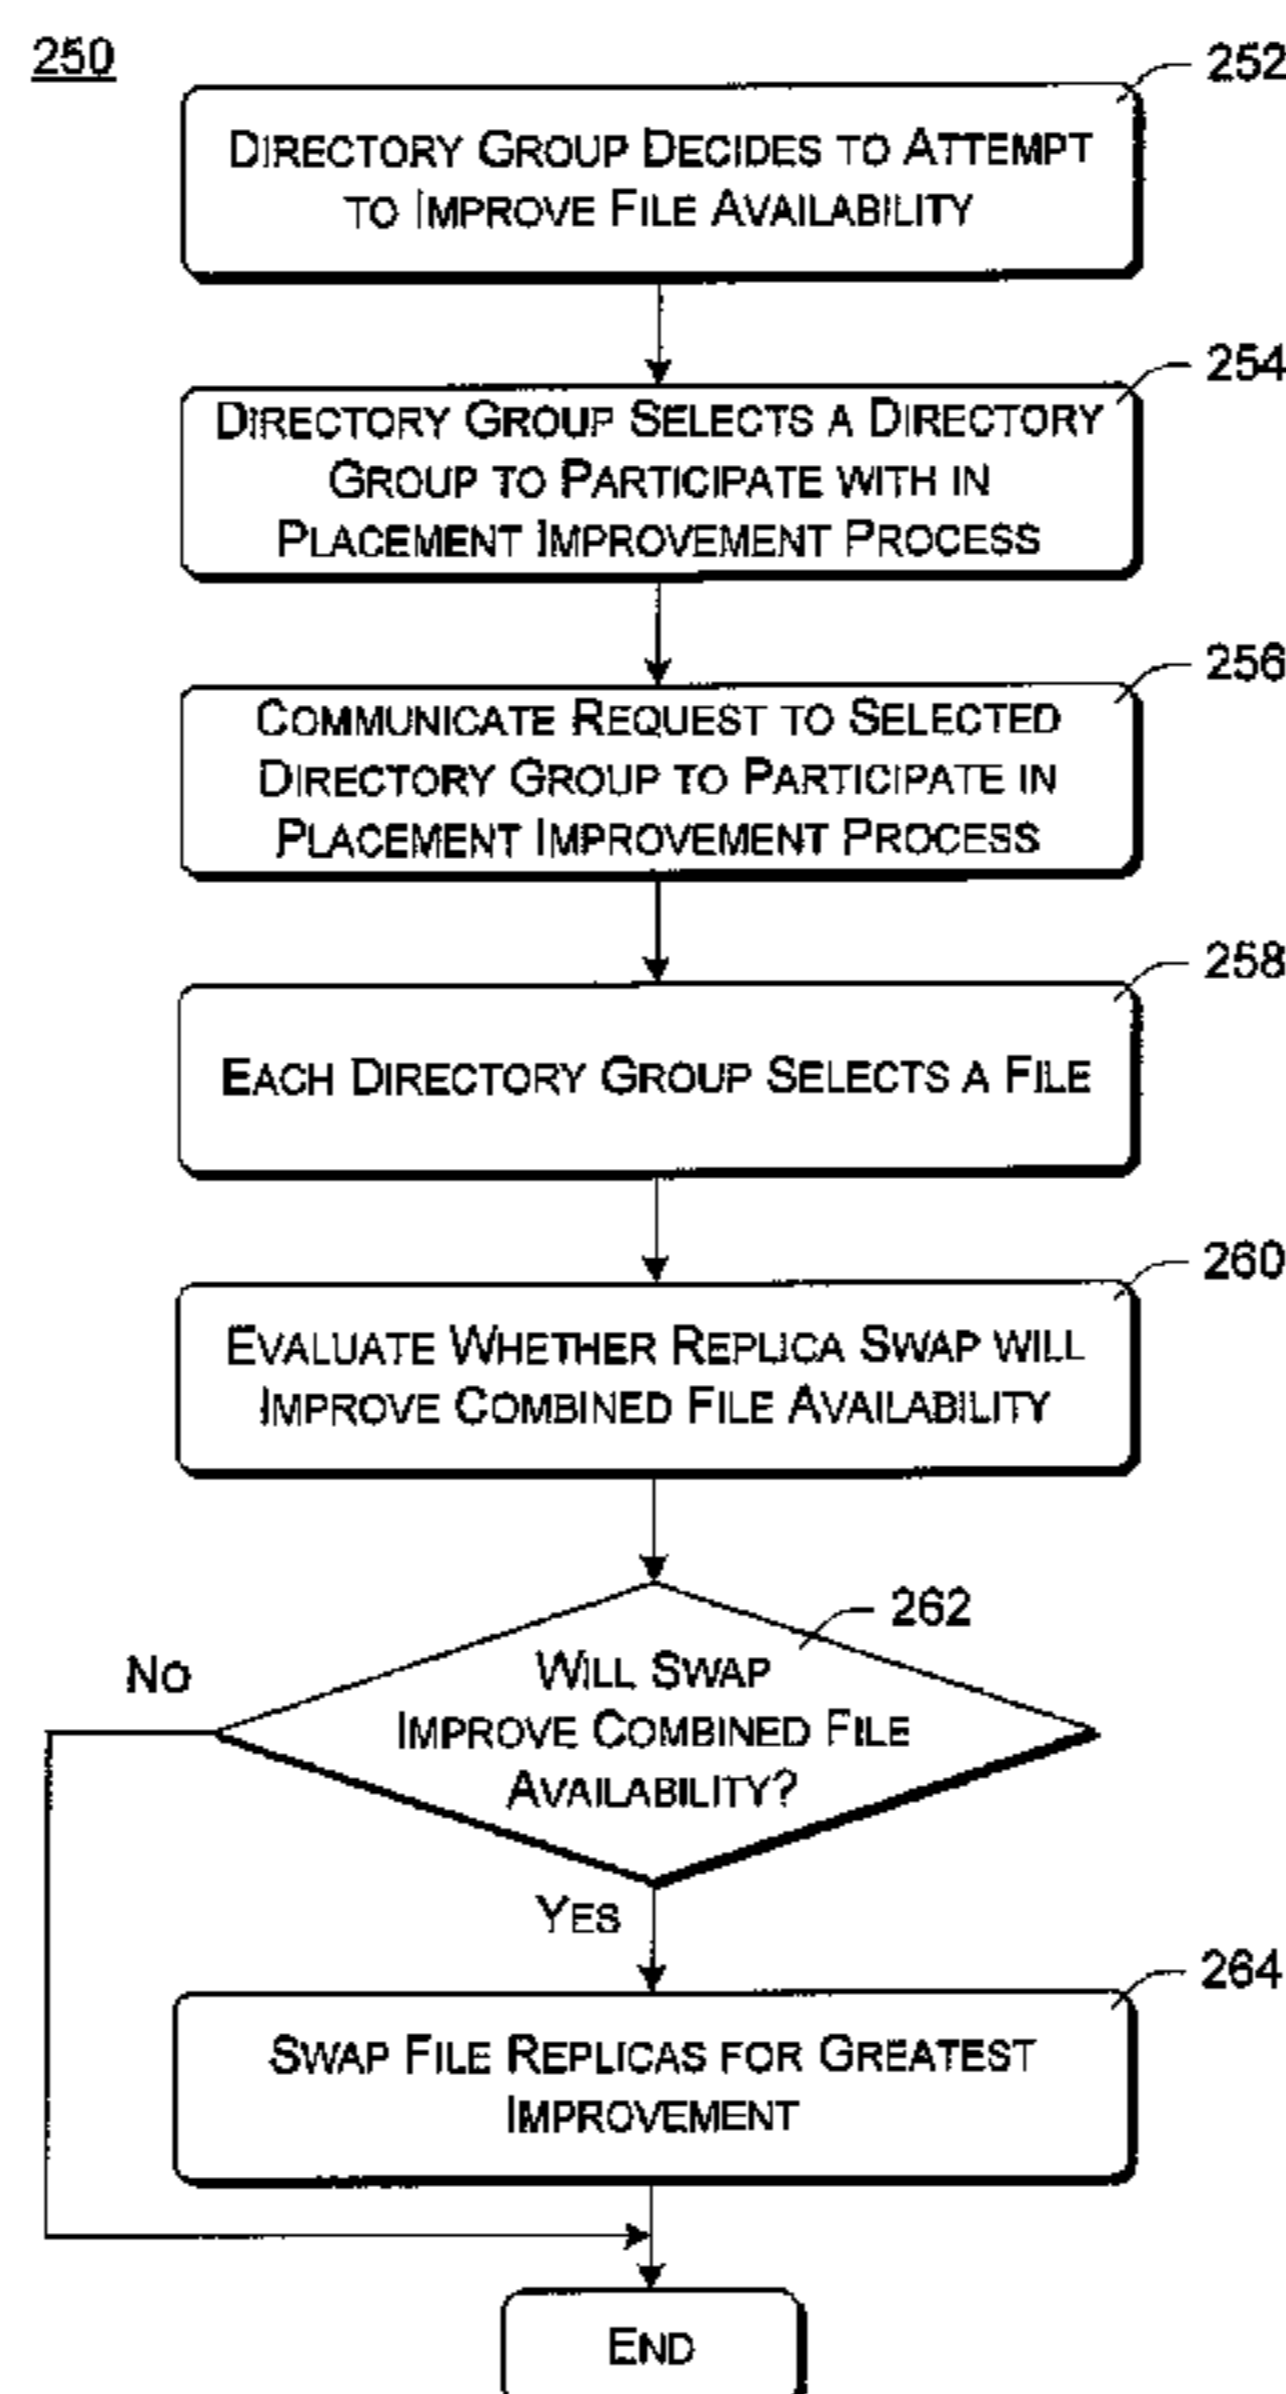 250
252
DIRECTORY GROUP DECIDES TO ATTEMPT
TO IMPROVE FILE AVAILABILITY
254
DIRECTORY GROUP SELECTS A DIRECTORY
GROUP TO PARTICIPATE WITH IN
PLACEMENT IMPROVEMENT PROCESS
256
COMMUNICATE REQUEST TO SELECTED
DIRECTORY GROUP TO PARTICIPATE IN
PLACEMENT IMPROVEMENT PROCESS
258
EACH DIRECTORY GROUP SELECTS A FILE
260
EVALUATE WHETHER REPLICA SWAP WILL
IMPROVE COMBINED FILE AVAILABILITY
262
NO
WILL SWAP
IMPROVE COMBINED FILE
AVAILABILITY?
YES
264
SWAP FILE REPLICAS FOR GREATEST
IMPROVEMENT
END